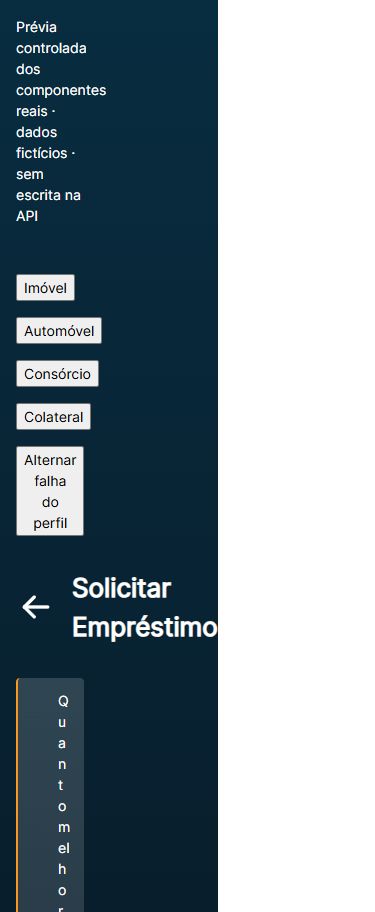 Prévia
controlada
dos
componentes
reais ·
dados
fictícios ·
sem
escrita na
API
Imóvel
Automóvel
Consórcio
Colateral
Alternar
falha
do
perfil
Solicitar
Empréstimo
Q
u
a
n
t
o
m
el
h
o
r